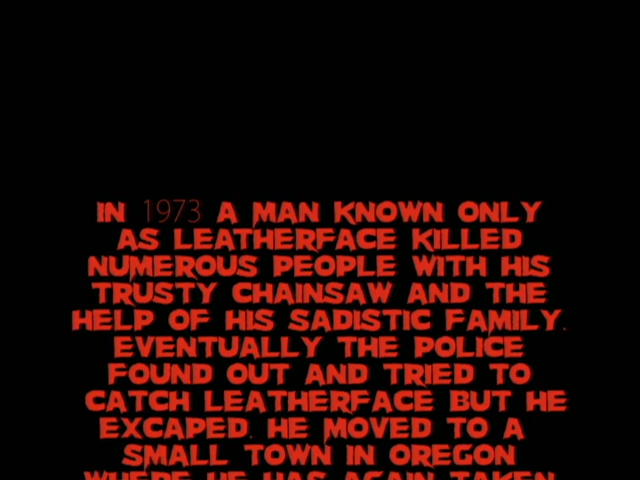 IN 1973 A MAN KNOWN ONLY
AS LEATHERFACE KILLED
NUMEROUS PEOPLE WITH HIS
TRUSTY CHAINSAW AND THE
HELP OF HIS SADISTIC FAMILY.
EVENTUALLY THE POLICE
FOUND OUT AND TRIED TO
CATCH LEATHERFACE BUT HE
EXCAPED. HE MOVED TO A
SMALL TOWN IN OREGON
WHERE HE HAS AGAIN TAKEN